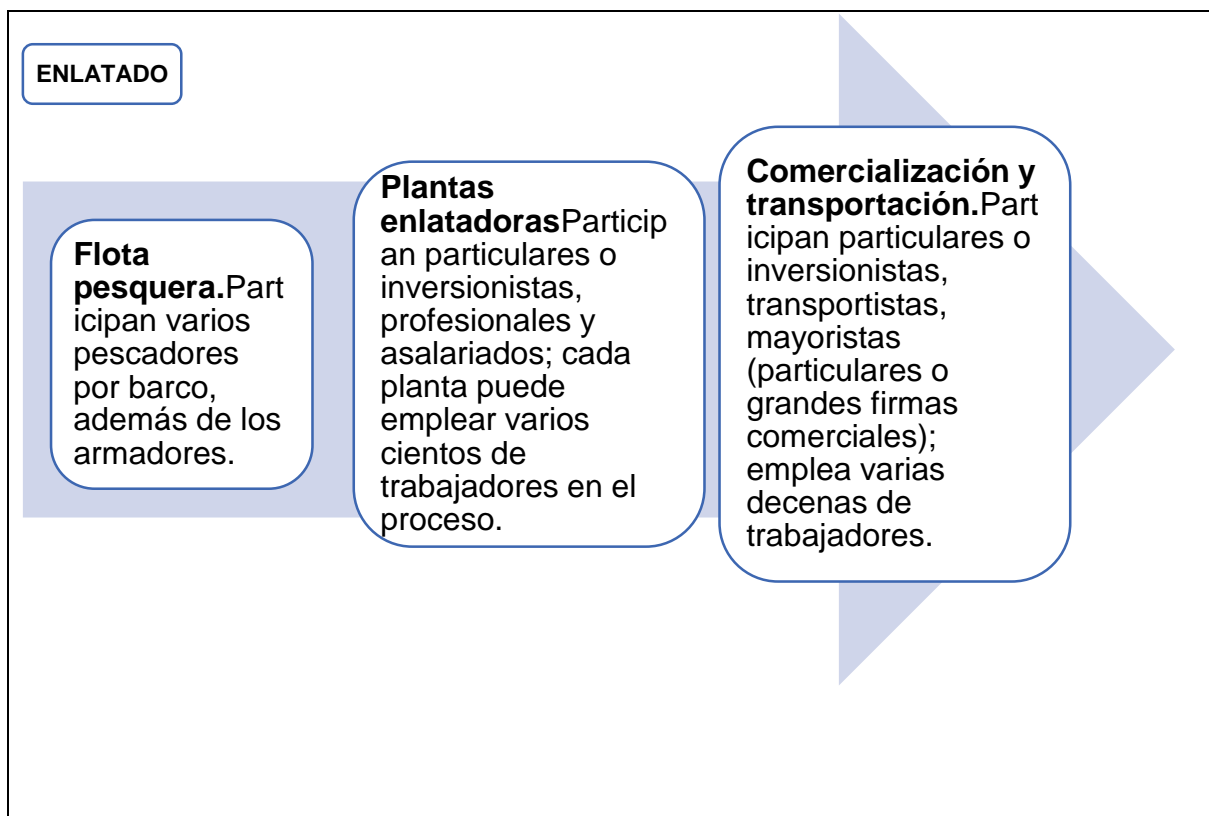 ENLATADO
Flota
pesquera.Part
icipan varios
pescadores
por barco,
además de los
armadores.
Plantas
enlatadorasParticip
an particulares o
inversionistas,
profesionales y
asalariados; cada
planta puede
emplear varios
cientos de
trabajadores en el
proceso.
Comercialización y
transportación.Part
icipan particulares o
inversionistas,
transportistas,
mayoristas
(particulares o
grandes firmas
comerciales);
emplea varias
decenas de
trabajadores.